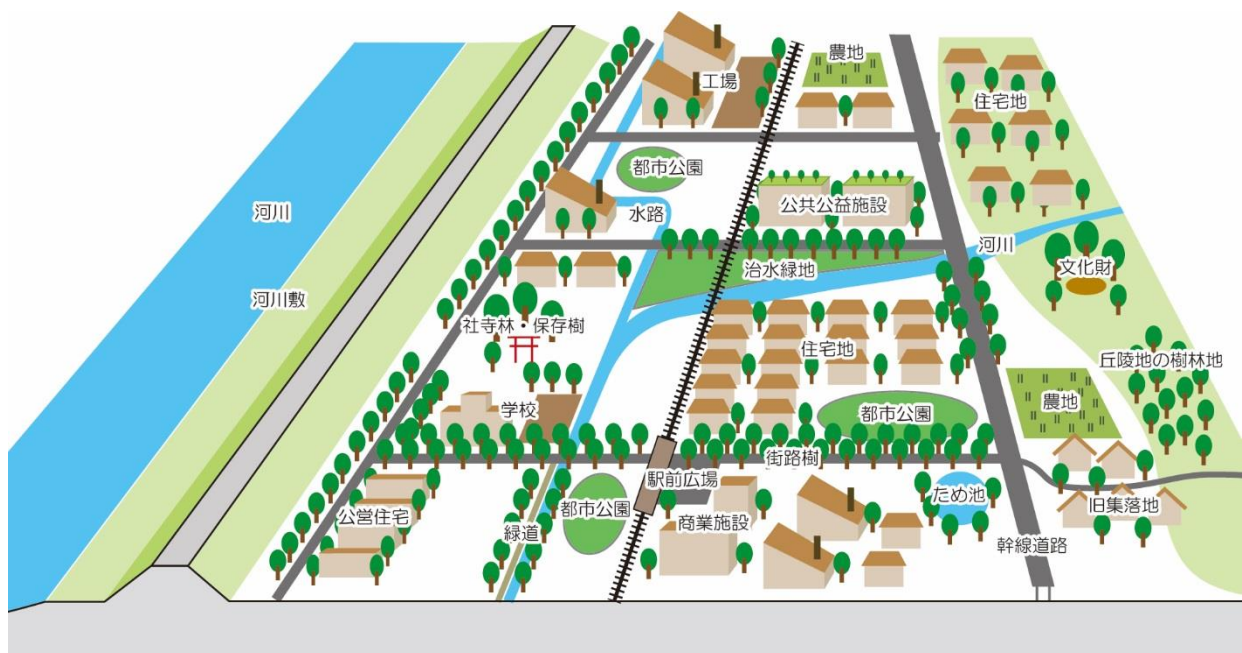 農地
工場
住宅地
都市公園
公共公益施設
水路
河川
河川
治水緑地
文化財
河川敷
社寺林・保存樹
住宅地
丘陵地の樹林地
学校
都市公園
農地
街路樹
駅前広場
ため池
都市公園
旧集落地
公営住宅
商業施設
緑道
幹線道路